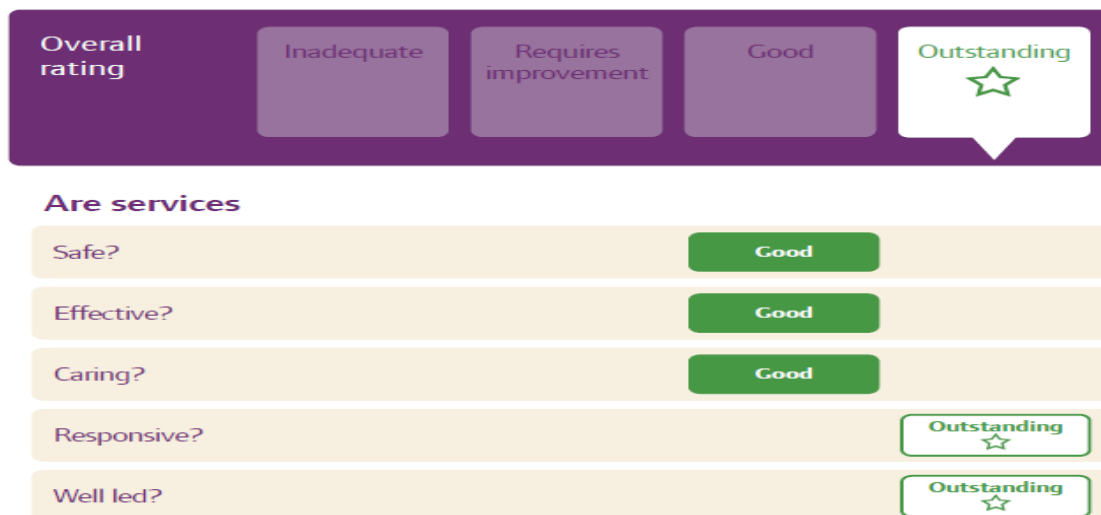 Overall
rating
Inadequate
Requires
improvement
Good
Outstanding
Are services
Safe?
Good
Effective?
Good
Caring?
Good
Responsive?
Outstanding
Well led?
Outstanding